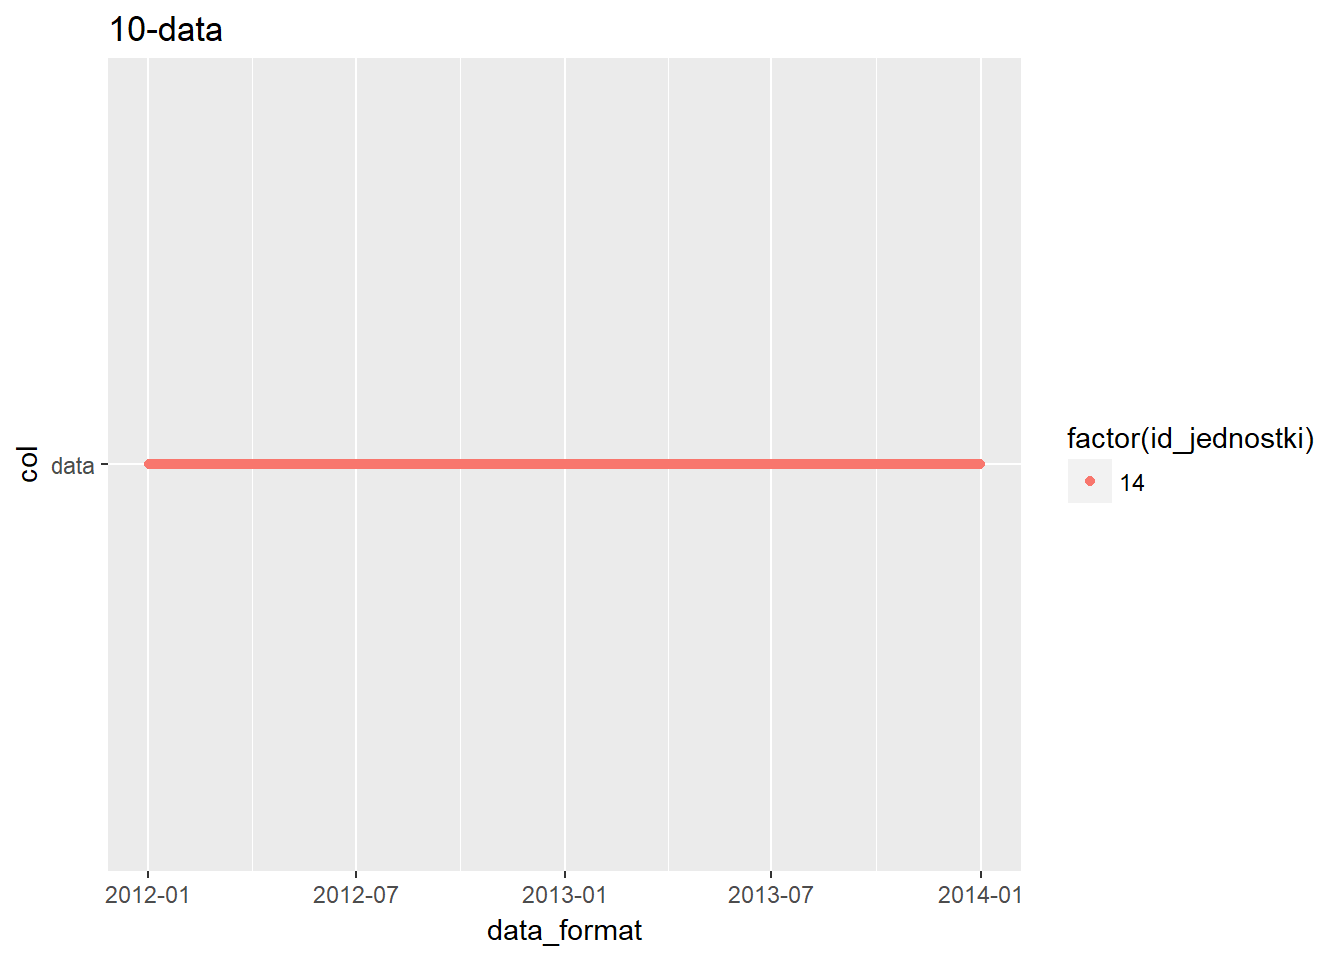 10-data
col
data
2012-01
2012-07
2013-01
2013-07
2014-01
data_format
factor(id_jednostki)
14